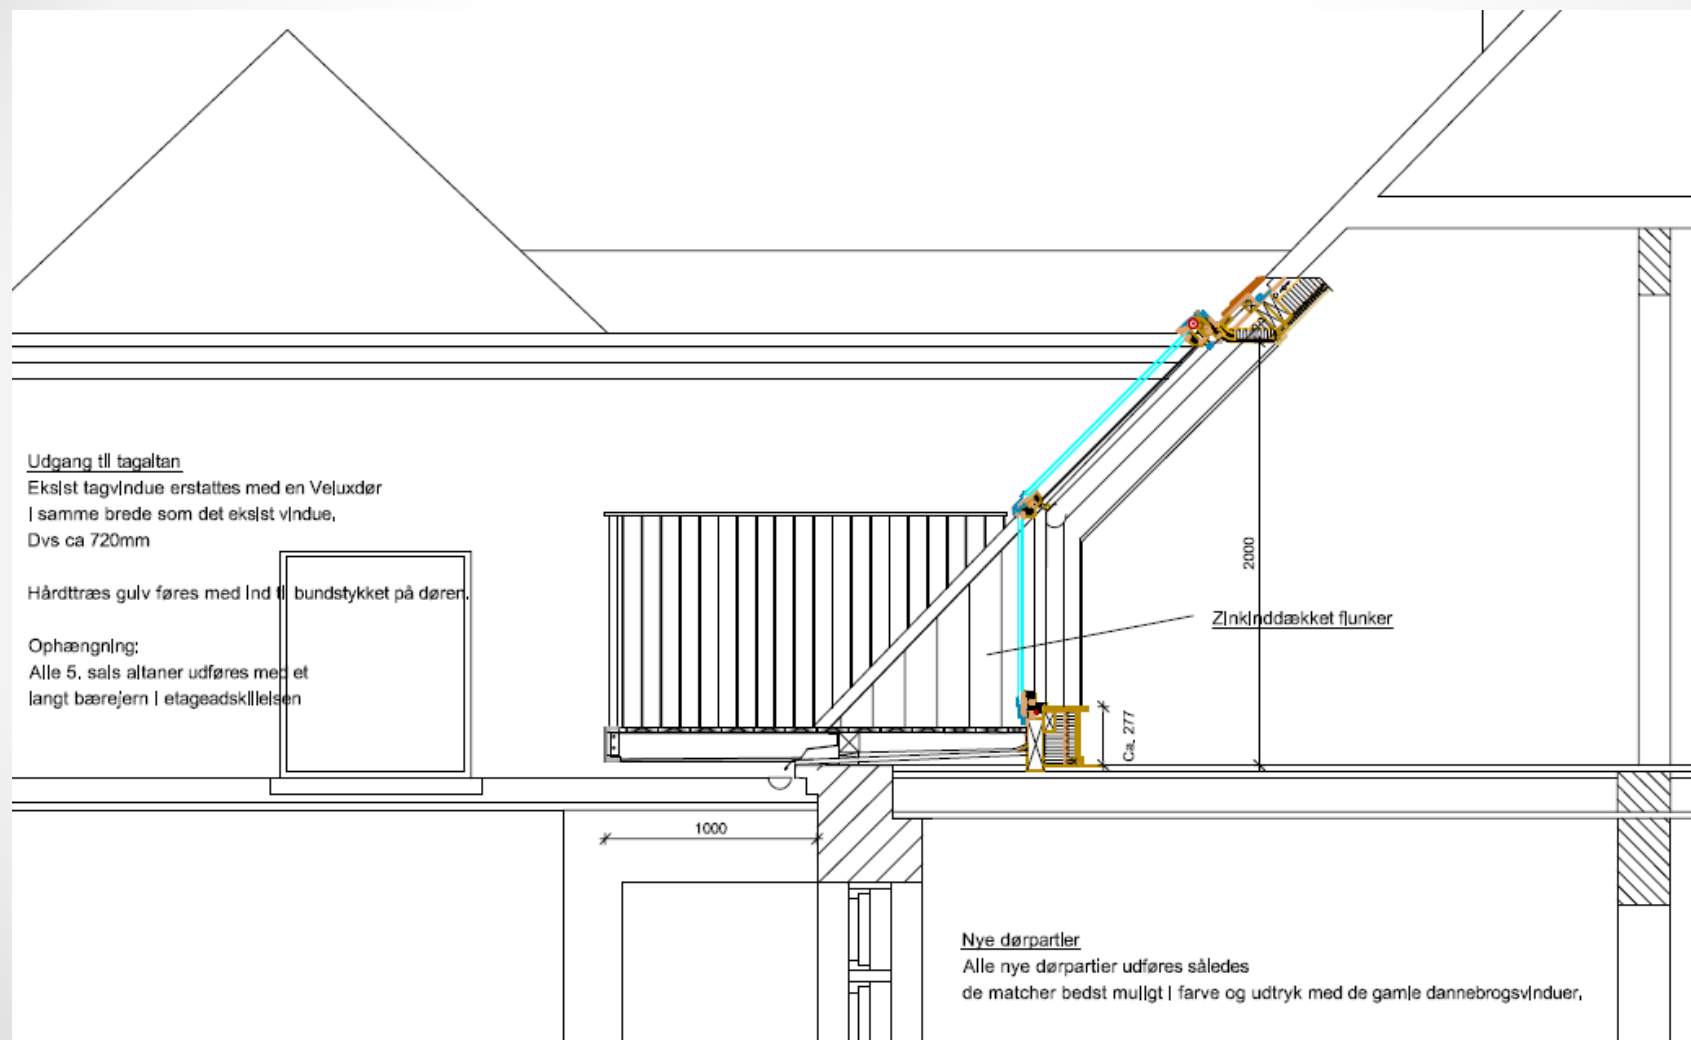 Udgang til tagaltan
Eksist tagvindue erstattes med en Veluxdør
i samme brede som det eksist vindue.
Dvs ca 720mm
Hårdttræs gulv føres med ind til bundstykket på døren.
Ophængning:
Alle 5. sals altaner udføres med et
langt bærejern i etageadskillelsen
2000
Zinkinddækket flunker
Ca. 277
1000
Nye dørpartier
Alle nye dørpartier udføres således
de matcher bedst muligt i farve og udtryk med de gamle dannebrogsvinduer.